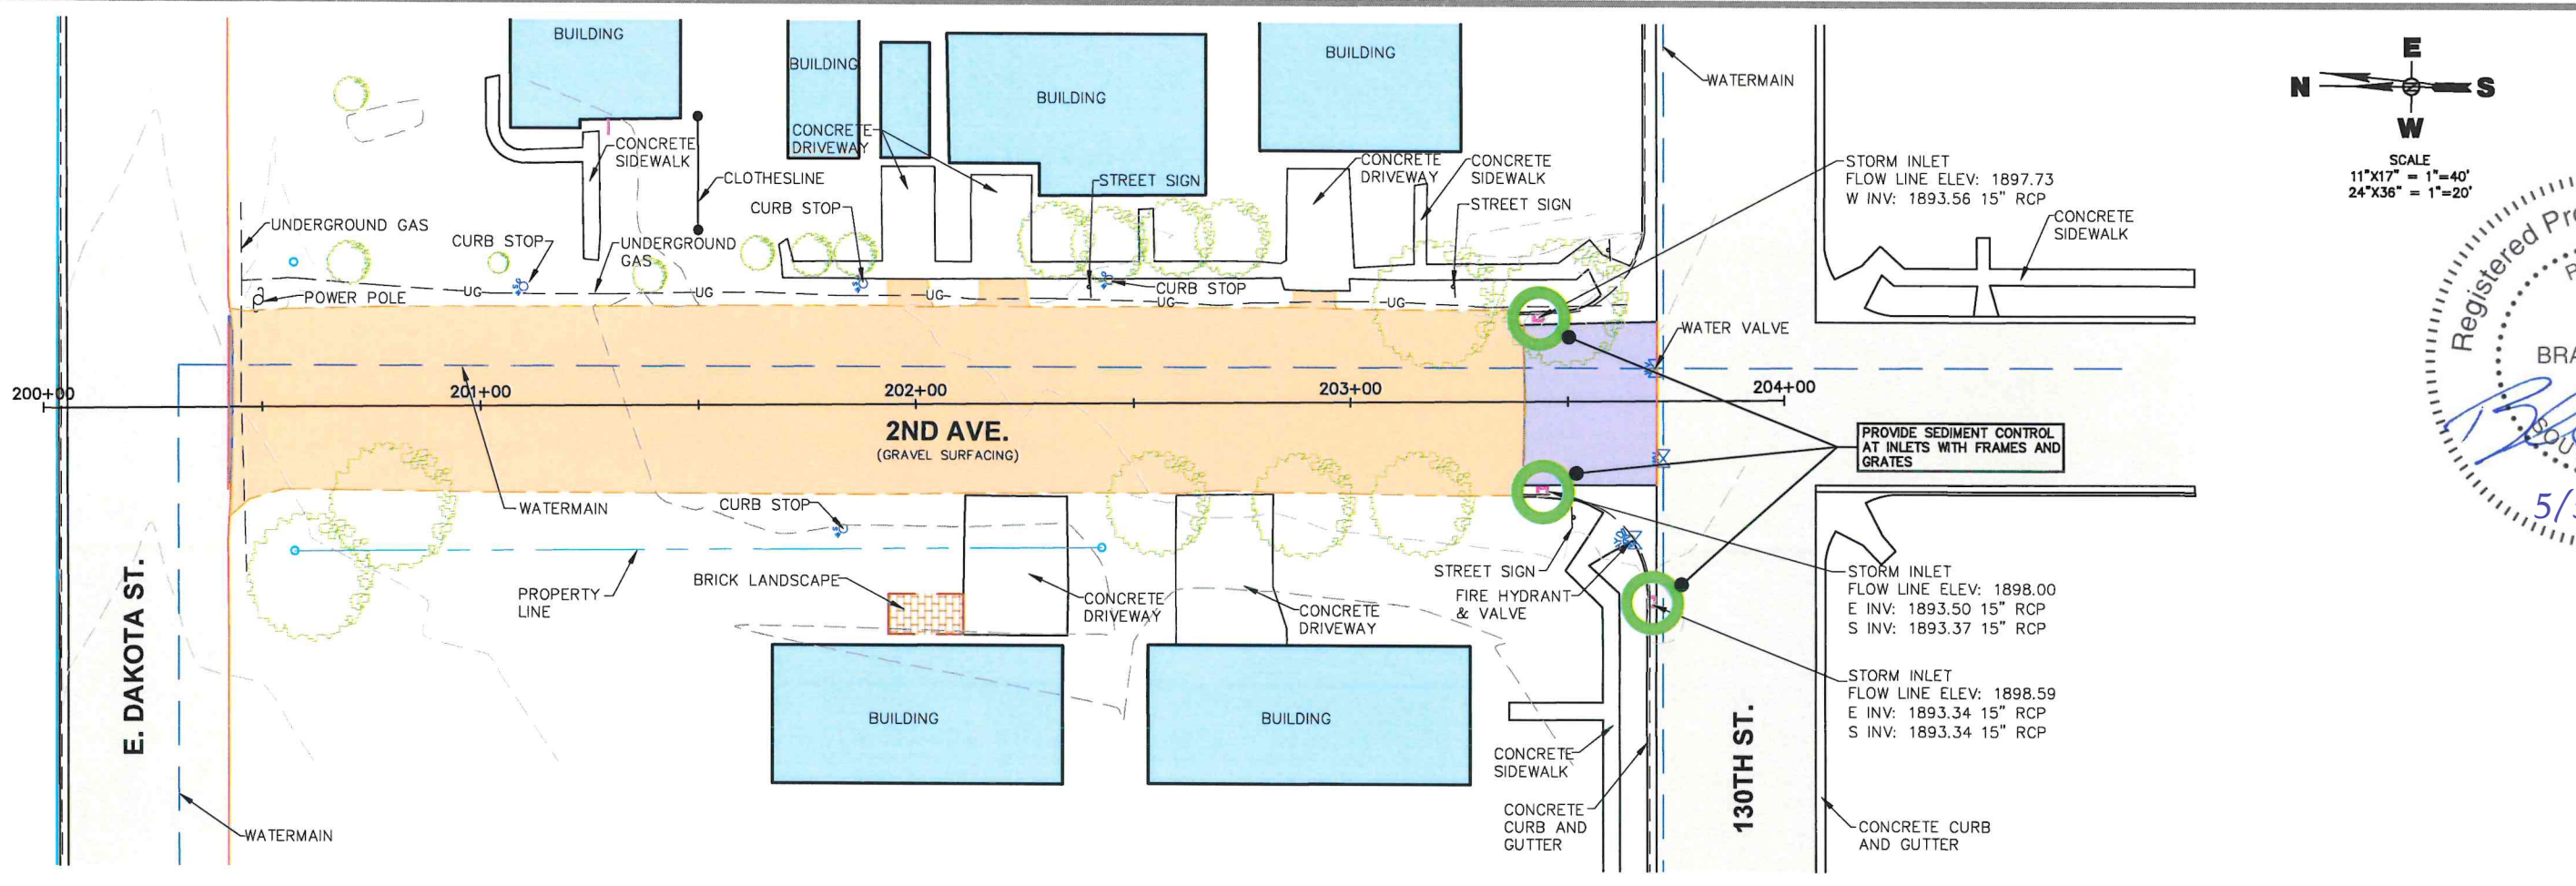 BUILDING
BUILDING
BUILDING
BUILDING
WATERMAIN
E
N
S
W
SCALE
11"X17" = 1"=40'
24"X36" = 1"=20'
CONCRETE
SIDEWALK
CLOTHESLINE
CONCRETE
DRIVEWAY
STREET SIGN
CONCRETE
DRIVEWAY
CONCRETE
SIDEWALK
STREET SIGN
STORM INLET
FLOW LINE ELEV: 1897.73
W INV: 1893.56 15" RCP
CONCRETE
SIDEWALK
UNDERGROUND GAS
CURB STOP
UNDERGROUND
GAS
CURB STOP
CURB STOP
POWER POLE
UG
UG
UG
UG
UG
WATER VALVE
200+00
201+00
202+00
203+00
204+00
2ND AVE.
(GRAVEL SURFACING)
PROVIDE SEDIMENT CONTROL
AT INLETS WITH FRAMES AND
GRATES
WATERMAIN
CURB STOP
PROPERTY
LINE
BRICK LANDSCAPE
CONCRETE
DRIVEWAY
CONCRETE
DRIVEWAY
STREET SIGN
FIRE HYDRANT
& VALVE
STORM INLET
FLOW LINE ELEV: 1898.00
E INV: 1893.50 15" RCP
S INV: 1893.37 15" RCP
STORM INLET
FLOW LINE ELEV: 1898.59
E INV: 1893.34 15" RCP
S INV: 1893.34 15" RCP
E. DAKOTA ST.
BUILDING
BUILDING
CONCRETE
SIDEWALK
CONCRETE
CURB AND
GUTTER
130TH ST.
WATERMAIN
CONCRETE CURB
AND GUTTER
Registered Pro
BRA
SOU
5/